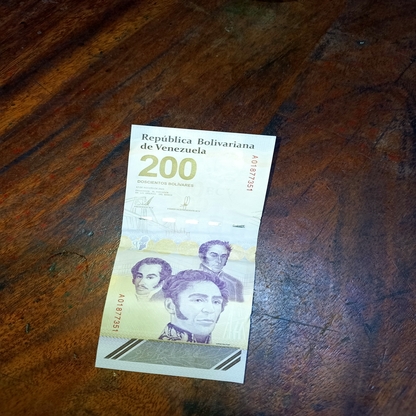 República Bolivariana
de Venezuela
200
DOSCIENTOS BOLÍVARES
A01877351
A01877351